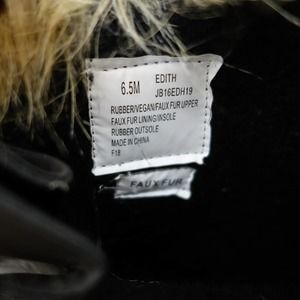 6.5M EDITH
JB16EDH19
RUBBER/VEGAN/FAUX FUR UPPER
FAUX FUR LINING/INSOLE
RUBBER OUTSOLE
MADE IN CHINA
F18
FAUX FUR